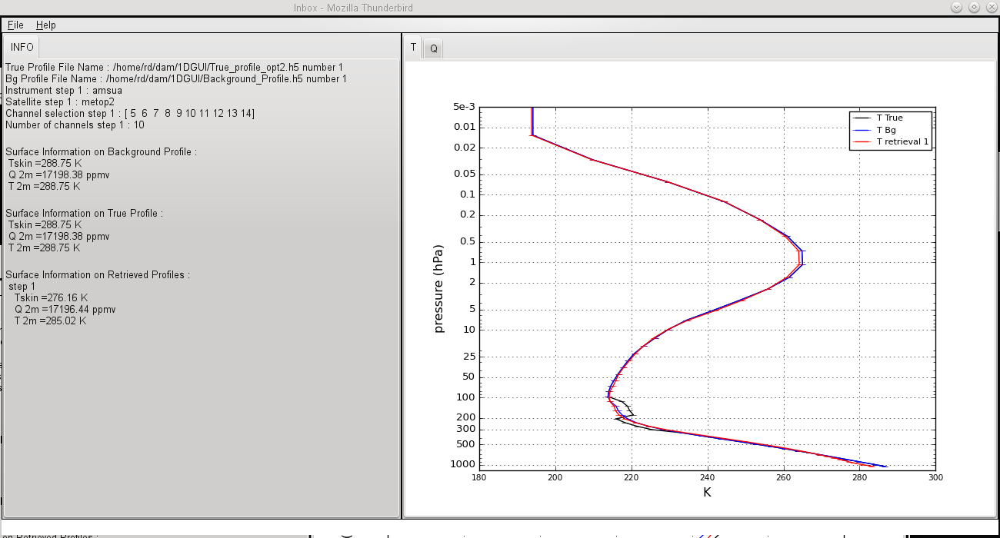 Inbox - Mozilla Thunderbird
File Help
INFO
True Profile File Name : /home/rd/dam/1DGUI/True_profile_opt2.h5 number 1
Bg Profile File Name : /home/rd/dam/1DGUI/Background_Profile.h5 number 1
Instrument step 1 : amsua
Satellite step 1 : metop2
Channel selection step 1 : [ 5 6 7 8 9 10 11 12 13 14]
Number of channels step 1 : 10
Surface Information on Background Profile :
Tskin =288.75 K
Q 2m =17198.38 ppmv
T 2m =288.75 K
Surface Information on True Profile :
Tskin =288.75 K
Q 2m =17198.38 ppmv
T 2m =288.75 K
Surface Information on Retrieved Profiles :
step 1
Tskin =276.16 K
Q 2m =17196.44 ppmv
T 2m =285.02 K
T Q
T True
T Bg
T retrieval 1
pressure (hPa)
5e-3
0.01
0.02
0.05
0.1
0.2
0.5
1
2
5
10
25
50
100
200
300
500
1000
180 200 220 240 260 280 300
K
on Retrieved Profiles :